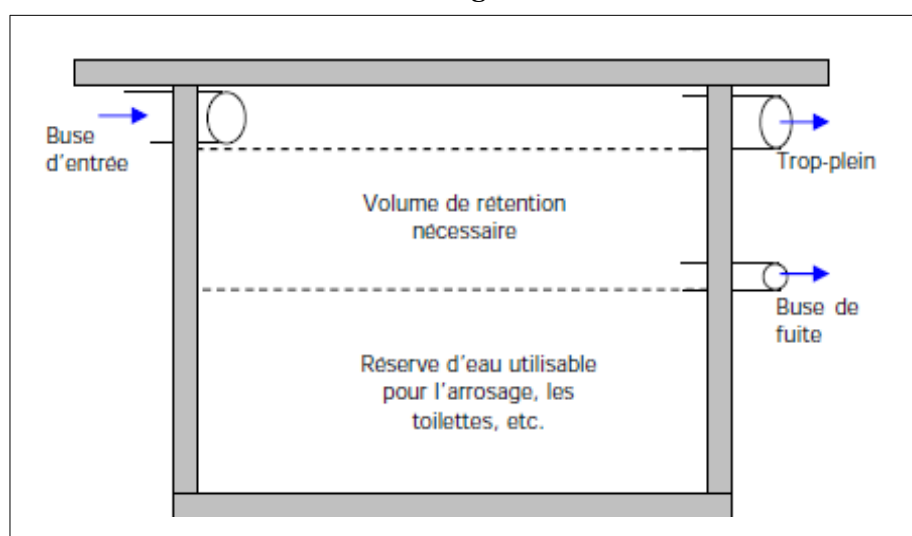 Buse
d'entrée
Trop-plein
Volume de rétention
nécessaire
Buse de
fuite
Réserve d'eau utilisable
pour l'arrosage, les
toilettes, etc.